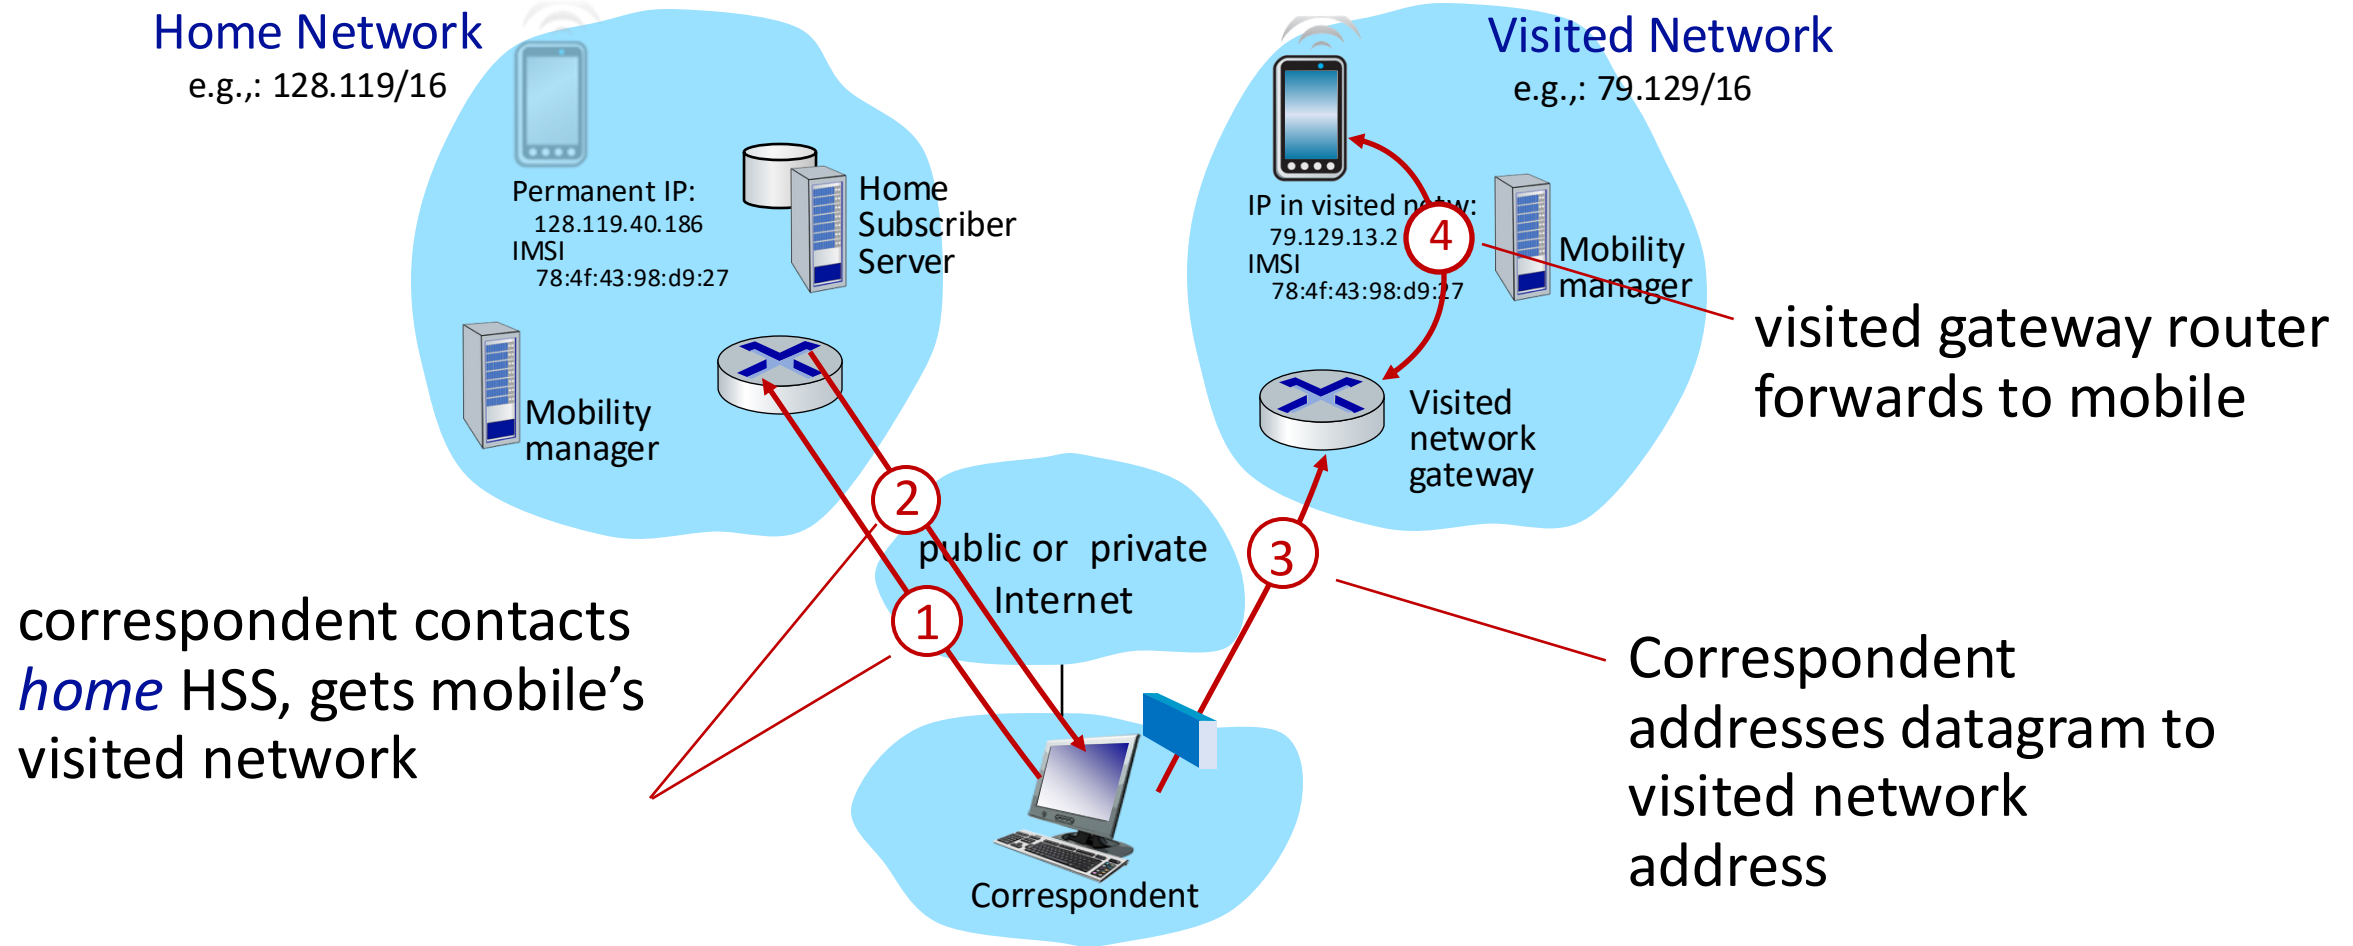 Home Network
e.g.,: 128.119/16
Permanent IP:
128.119.40.186
IMSI
78:4f:43:98:d9:27
Home
Subscriber
Server
Mobility
manager
Visited Network
e.g.,: 79.129/16
IP in visited netw:
79.129.13.2
IMSI
78:4f:43:98:d9:27
4
Mobility
manager
Visited
network
gateway
visited gateway router
forwards to mobile
2
public or private
Internet
3
1
correspondent contacts
home HSS, gets mobile’s
visited network
Correspondent
addresses datagram to
visited network
address
Correspondent